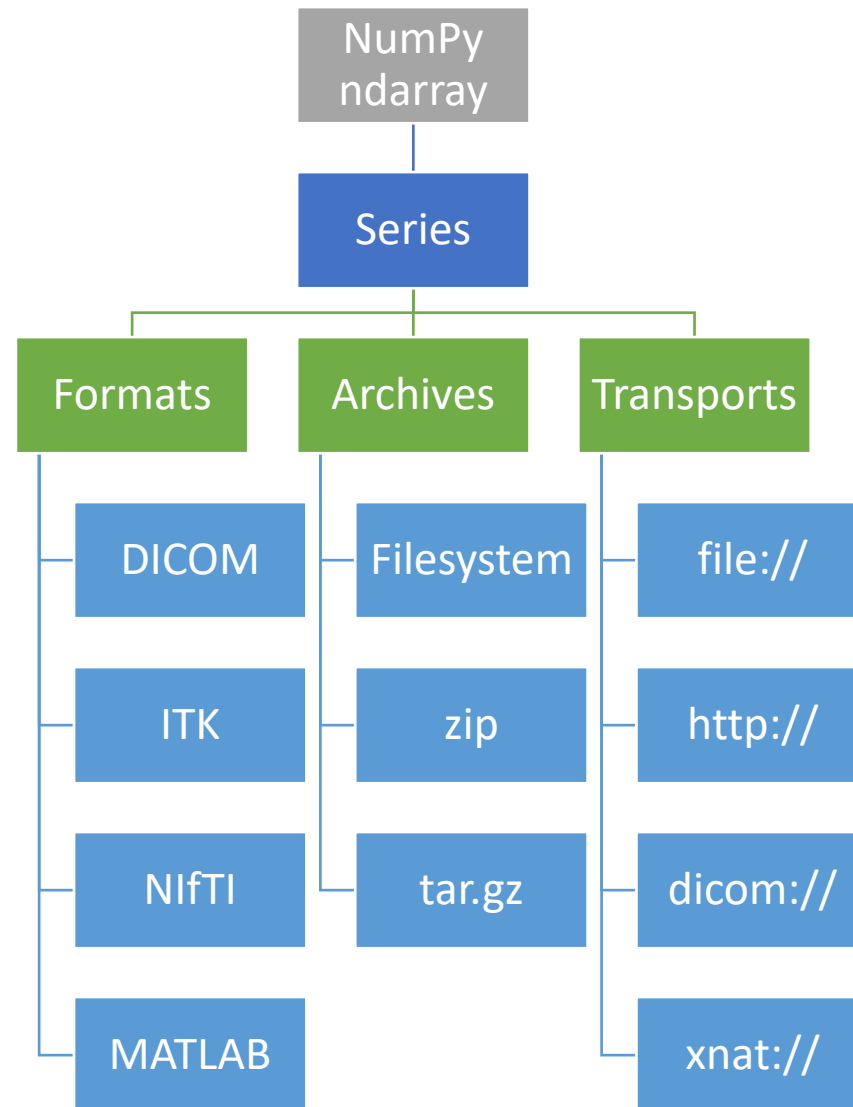 NumPy
ndarray
Series
Formats
Archives
Transports
DICOM
Filesystem
file://
ITK
zip
http://
NIfTI
tar.gz
dicom://
MATLAB
xnat://